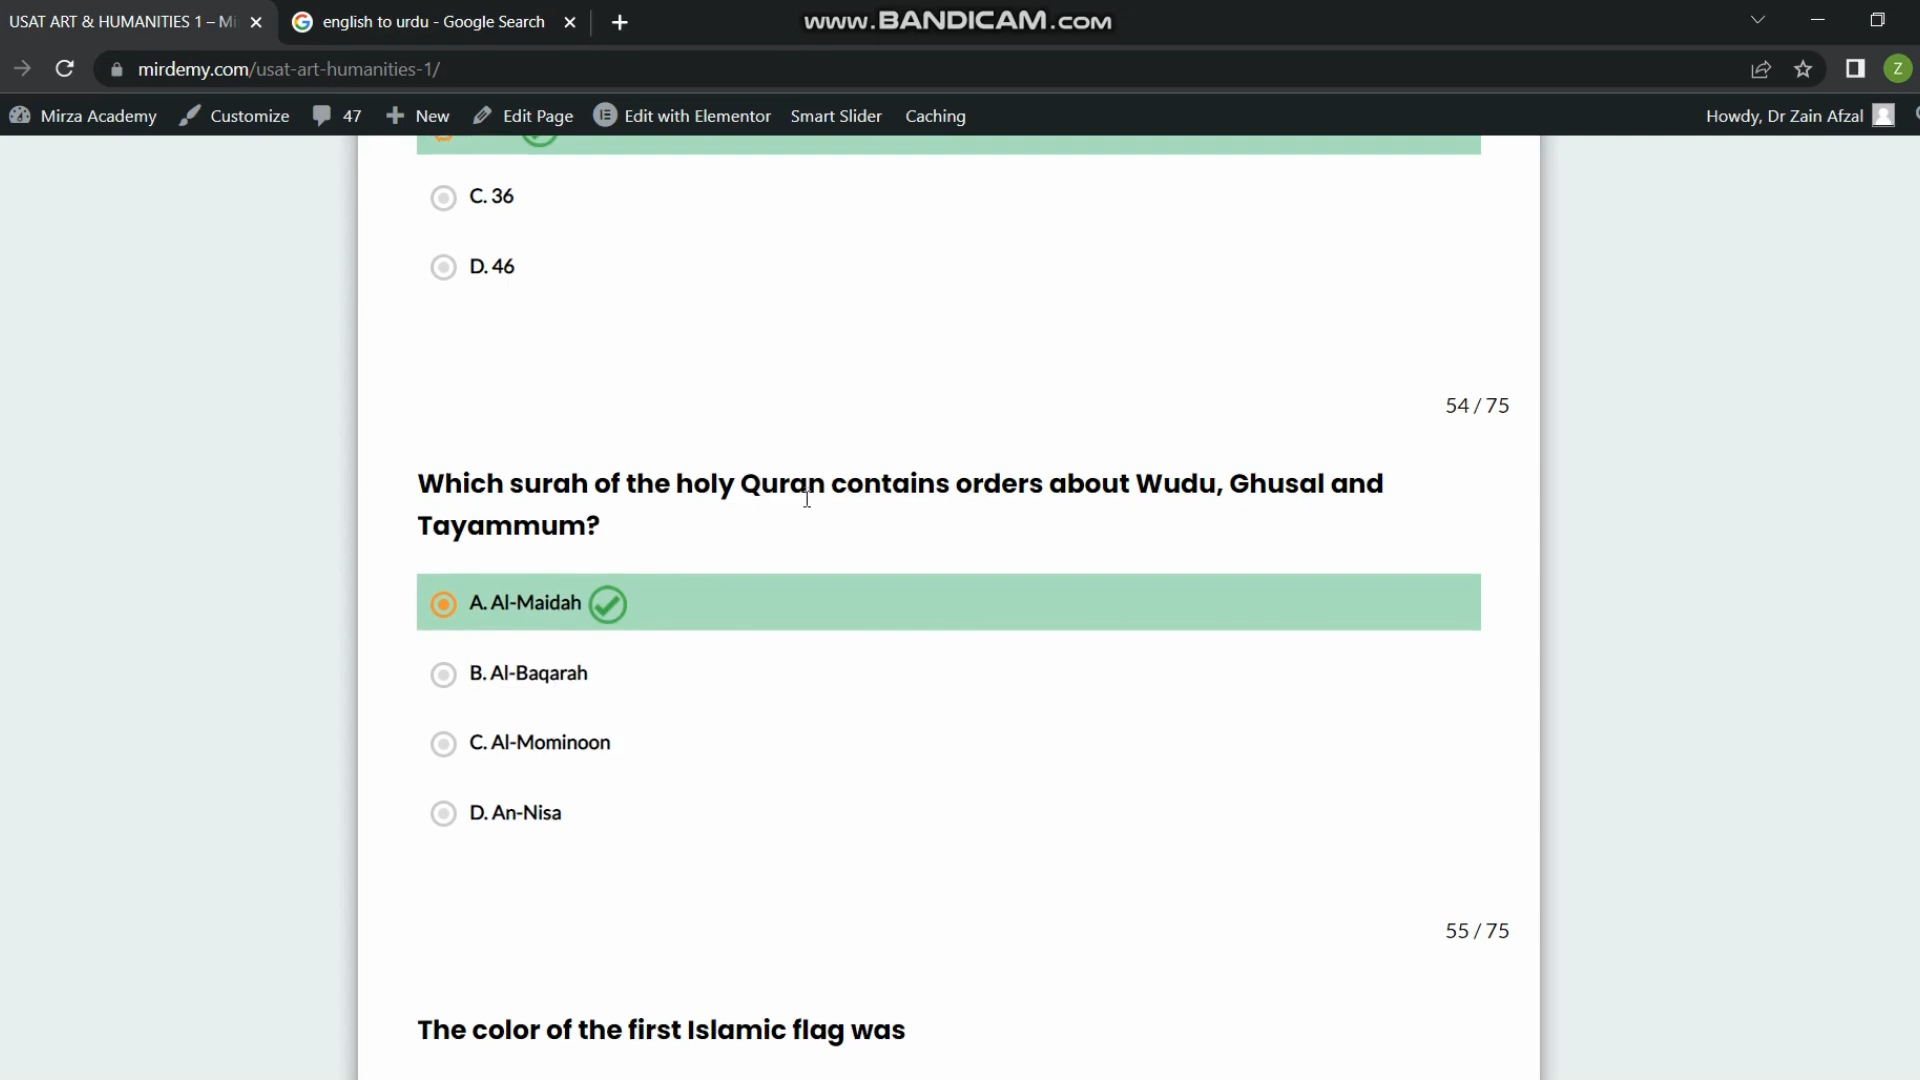 USAT ART & HUMANITIES 1 – Mi
english to urdu - Google Search
www.BANDICAM.com
mirdemy.com/usat-art-humanities-1/
Z
Mirza Academy
Customize
47
New
Edit Page
Edit with Elementor
Smart Slider
Caching
Howdy, Dr Zain Afzal
C. 36
D. 46
54 / 75
Which surah of the holy Quran contains orders about Wudu, Ghusal and
Tayammum?
A. Al-Maidah
B. Al-Baqarah
C. Al-Mominoon
D. An-Nisa
55 / 75
The color of the first Islamic flag was